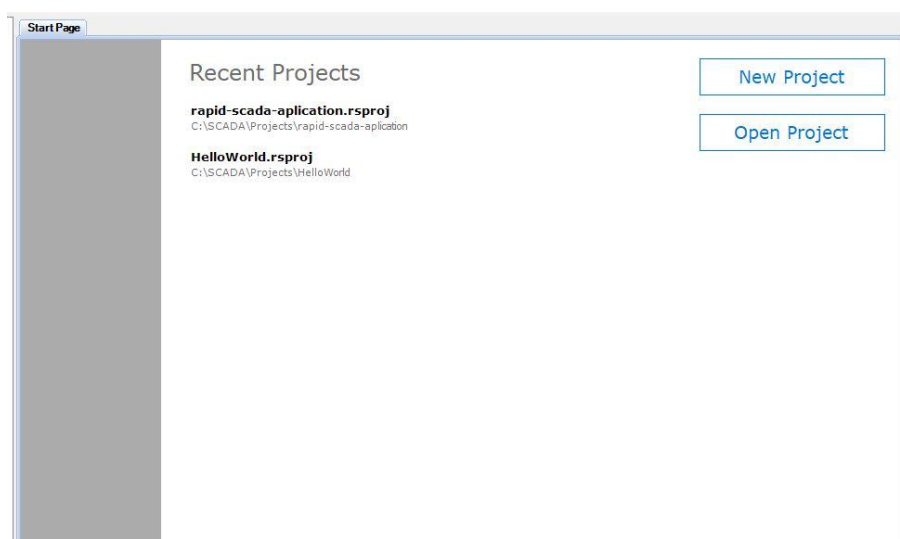 Start Page
Recent Projects
rapid-scada-aplication.rsproj
C:\SCADA\Projects\rapid-scada-aplication
HelloWorld.rsproj
C:\SCADA\Projects\HelloWorld
New Project
Open Project